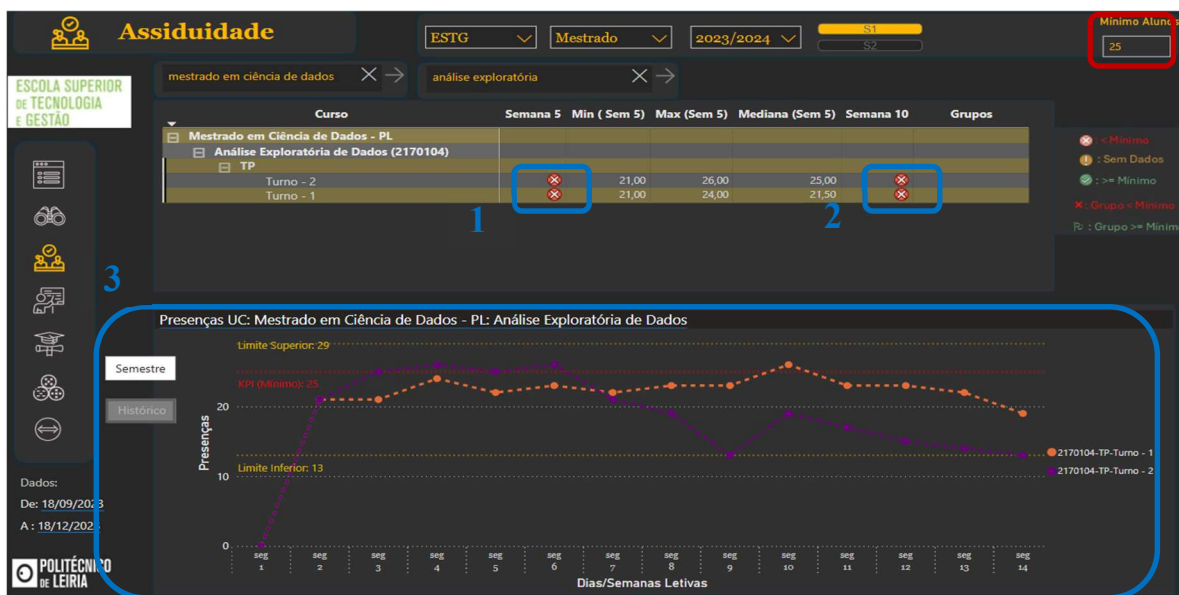 Assiduidade
ESTG
Mestrado
2023/2024
S1
S2
Mínimo Alunos
25
mestrado em ciência de dados
análise exploratória
ESCOLA SUPERIOR
DE TECNOLOGIA
E GESTÃO
Curso Semana 5 Min ( Sem 5) Max (Sem 5) Mediana (Sem 5) Semana 10 Grupos
Mestrado em Ciência de Dados - PL
Análise Exploratória de Dados (2170104)
TP
Turno - 2 21,00 26,00 25,00
Turno - 1 21,00 24,00 21,50
1
2
: < Mínimo
: Sem Dados
: >= Mínimo
: Grupo < Mínimo
: Grupo >= Mínim
3
Presenças UC: Mestrado em Ciência de Dados - PL: Análise Exploratória de Dados
Semestre
Histórico
Limite Superior: 29
KPI (Mínimo): 25
20
Limite Inferior: 13
10
0
Presenças
2170104-TP-Turno - 1
2170104-TP-Turno - 2
seg seg seg seg seg seg seg seg seg seg seg seg seg seg
1 2 3 4 5 6 7 8 9 10 11 12 13 14
Dias/Semanas Letivas
Dados:
De: 18/09/2023
A : 18/12/202
POLITÉCNICO
DE LEIRIA